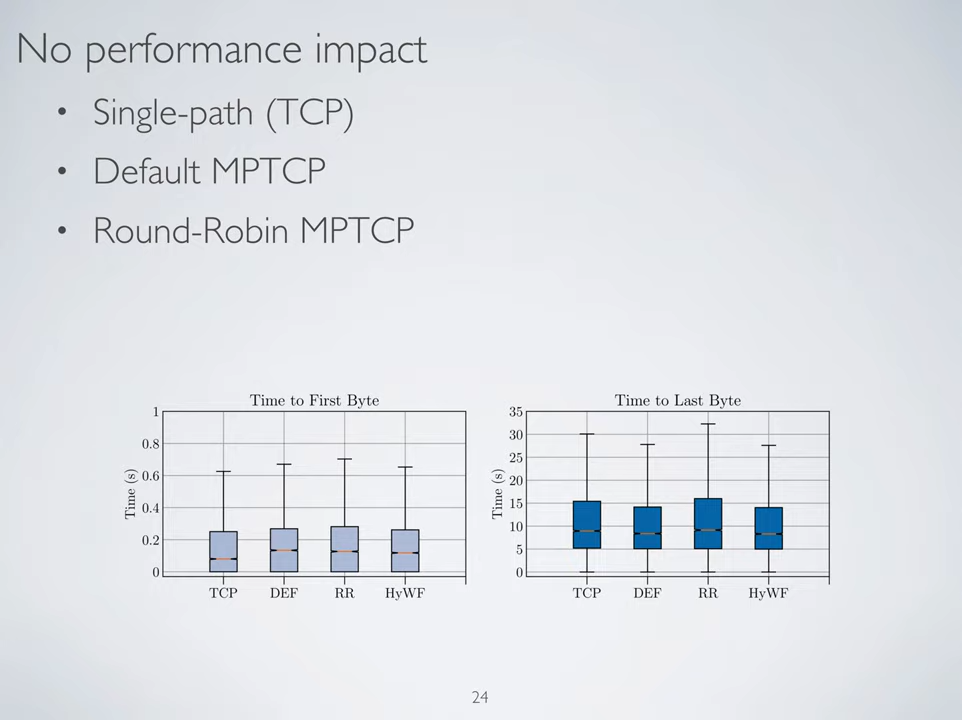 No performance impact
• Single-path (TCP)
• Default MPTCP
• Round-Robin MPTCP
Time to First Byte
Time (s)
1
0.8
0.6
0.4
0.2
0
TCP DEF RR HyWF
Time to Last Byte
Time (s)
35
30
25
20
15
10
5
0
TCP DEF RR HyWF
24